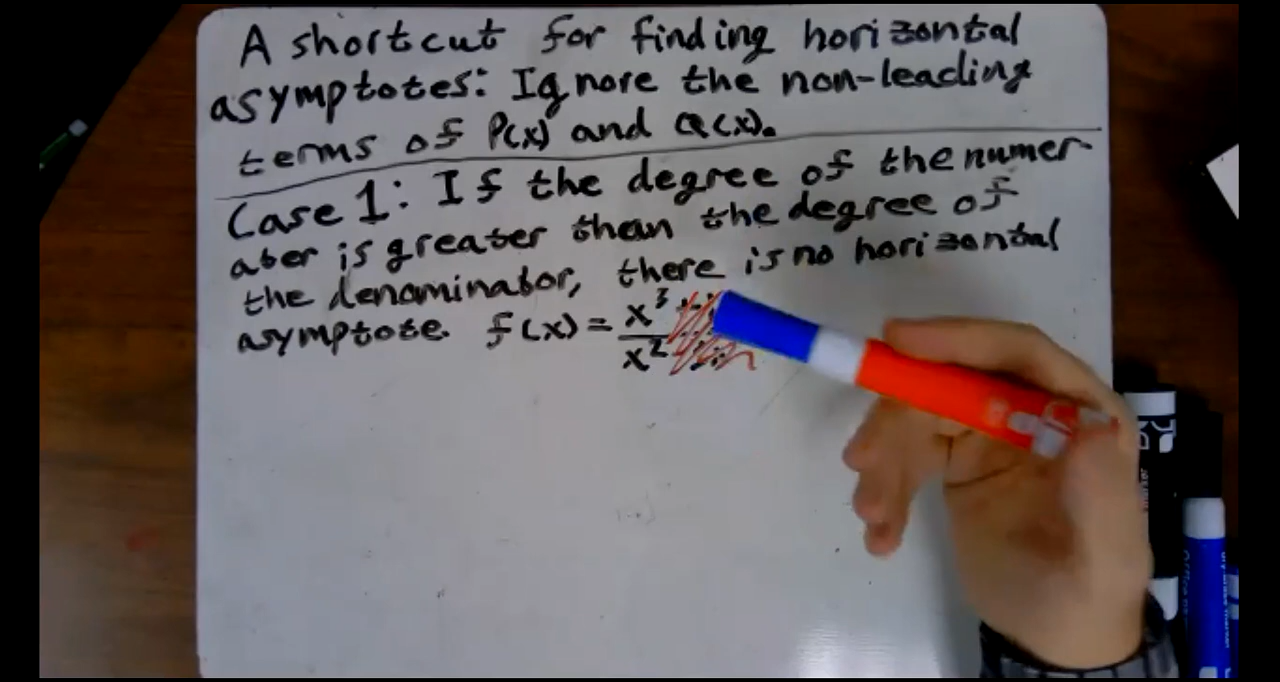 A shortcut for finding horizontal
asymptotes: Ignore the non-leading
terms of P(x) and Q(x).
Case 1: If the degree of the numer-
ator is greater than the degree of
the denominator, there is no horizontal
asymptote. f(x) = x³... / x²...